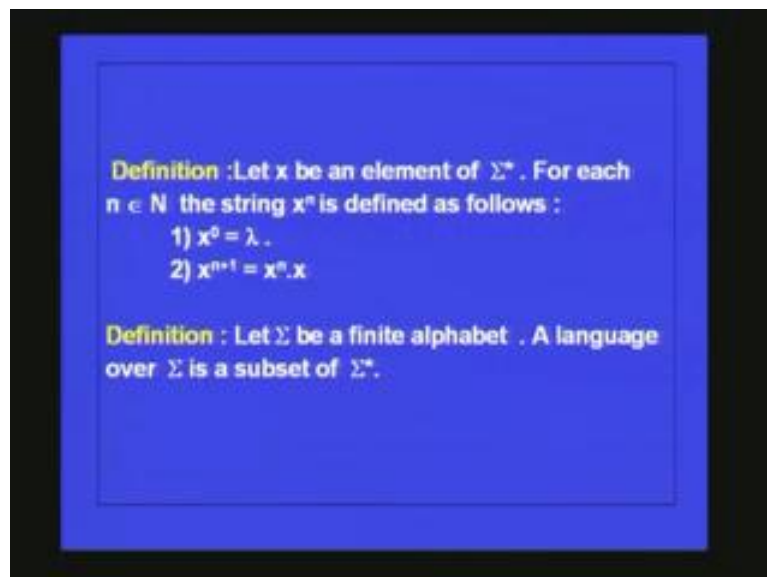 Definition :Let x be an element of Σ* . For each
n ∈ N the string xⁿ is defined as follows :
1) x⁰ = λ .
2) xⁿ⁺¹ = xⁿ.x
Definition : Let Σ be a finite alphabet . A language
over Σ is a subset of Σ*.